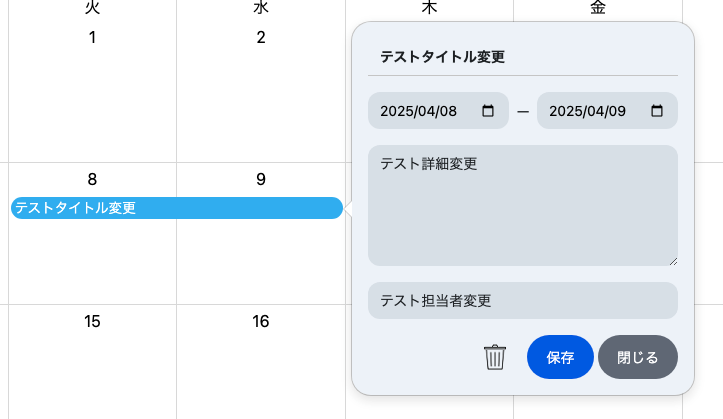 火 水 木 金
1 2
テストタイトル変更
2025/04/08 — 2025/04/09
テスト詳細変更
8 9
テストタイトル変更
テスト担当者変更
15 16
保存 閉じる